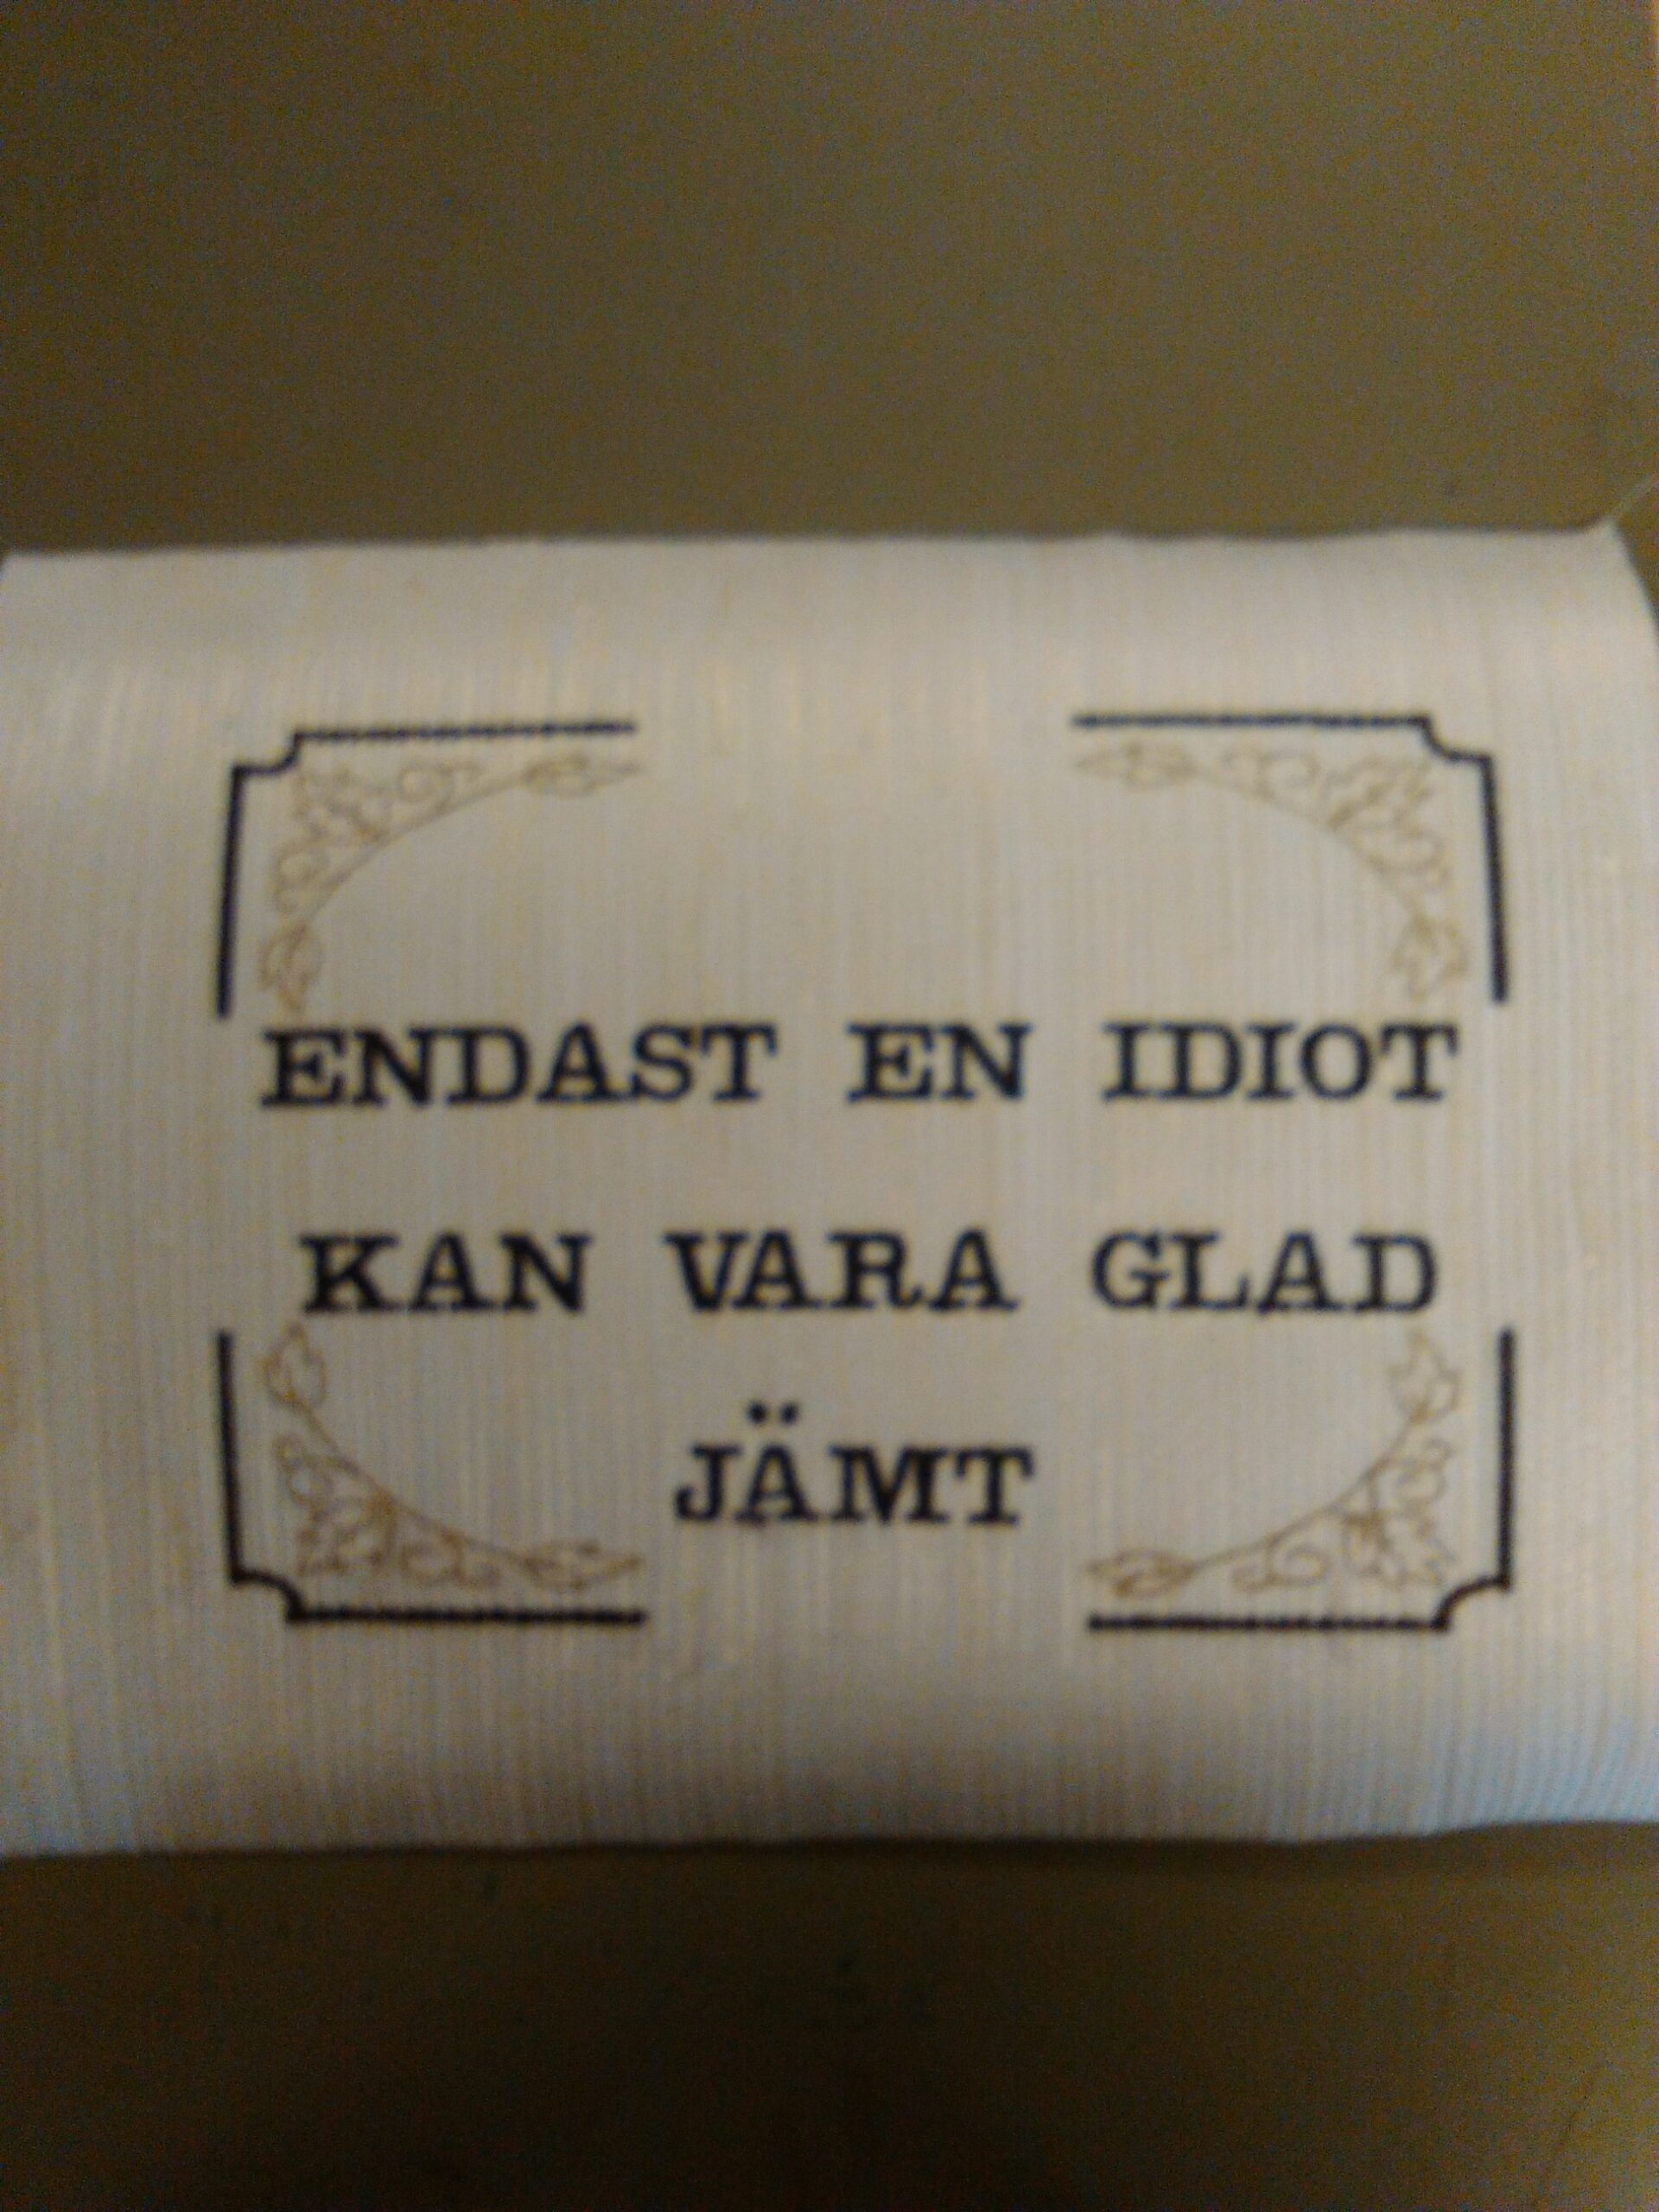 ENDAST EN IDIOT
KAN VARA GLAD
JÄMT